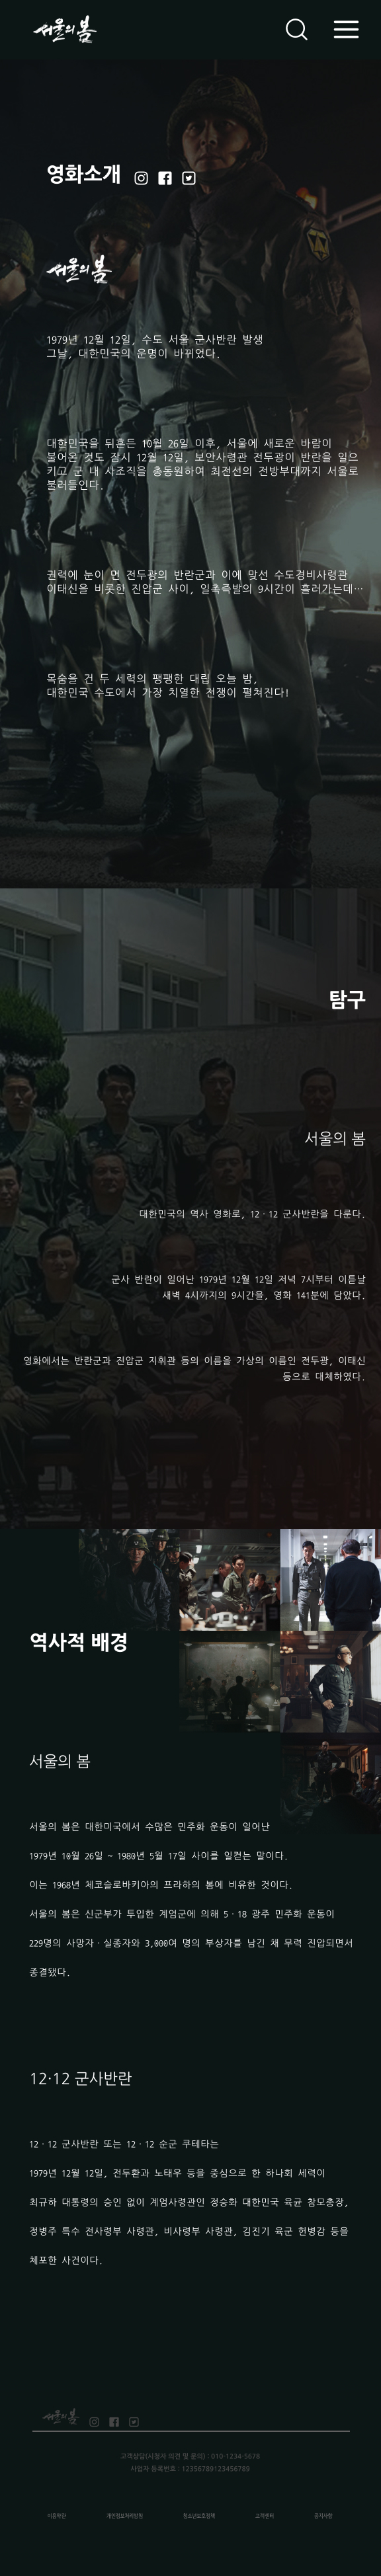 서울의봄
영화소개
서울의봄
1979년 12월 12일, 수도 서울 군사반란 발생
그날, 대한민국의 운명이 바뀌었다.
대한민국을 뒤흔든 10월 26일 이후, 서울에 새로운 바람이
불어온 것도 잠시 12월 12일, 보안사령관 전두광이 반란을 일으
키고 군 내 사조직을 총동원하여 최전선의 전방부대까지 서울로
불러들인다.
권력에 눈이 먼 전두광의 반란군과 이에 맞선 수도경비사령관
이태신을 비롯한 진압군 사이, 일촉즉발의 9시간이 흘러가는데…
목숨을 건 두 세력의 팽팽한 대립 오늘 밤,
대한민국 수도에서 가장 치열한 전쟁이 펼쳐진다!
탐구
서울의 봄
대한민국의 역사 영화로, 12·12 군사반란을 다룬다.
군사 반란이 일어난 1979년 12월 12일 저녁 7시부터 이튿날
새벽 4시까지의 9시간을, 영화 141분에 담았다.
영화에서는 반란군과 진압군 지휘관 등의 이름을 가상의 이름인 전두광, 이태신
등으로 대체하였다.
역사적 배경
서울의 봄
서울의 봄은 대한미국에서 수많은 민주화 운동이 일어난
1979년 10월 26일 ~ 1980년 5월 17일 사이를 일컫는 말이다.
이는 1968년 체코슬로바키아의 프라하의 봄에 비유한 것이다.
서울의 봄은 신군부가 투입한 계엄군에 의해 5·18 광주 민주화 운동이
229명의 사망자·실종자와 3,000여 명의 부상자를 남긴 채 무력 진압되면서
종결됐다.
12·12 군사반란
12·12 군사반란 또는 12·12 숙군 쿠테타는
1979년 12월 12일, 전두환과 노태우 등을 중심으로 한 하나회 세력이
최규하 대통령의 승인 없이 계엄사령관인 정승화 대한민국 육균 참모총장,
정병주 특수 전사령부 사령관, 비사령부 사령관, 김진기 육군 헌병감 등을
체포한 사건이다.
서울의봄
고객상담(시청자 의견 및 문의) : 010-1234-5678
사업자 등록번호 : 12356789123456789
이용약관 개인정보처리방침 청소년보호정책 고객센터 공지사항